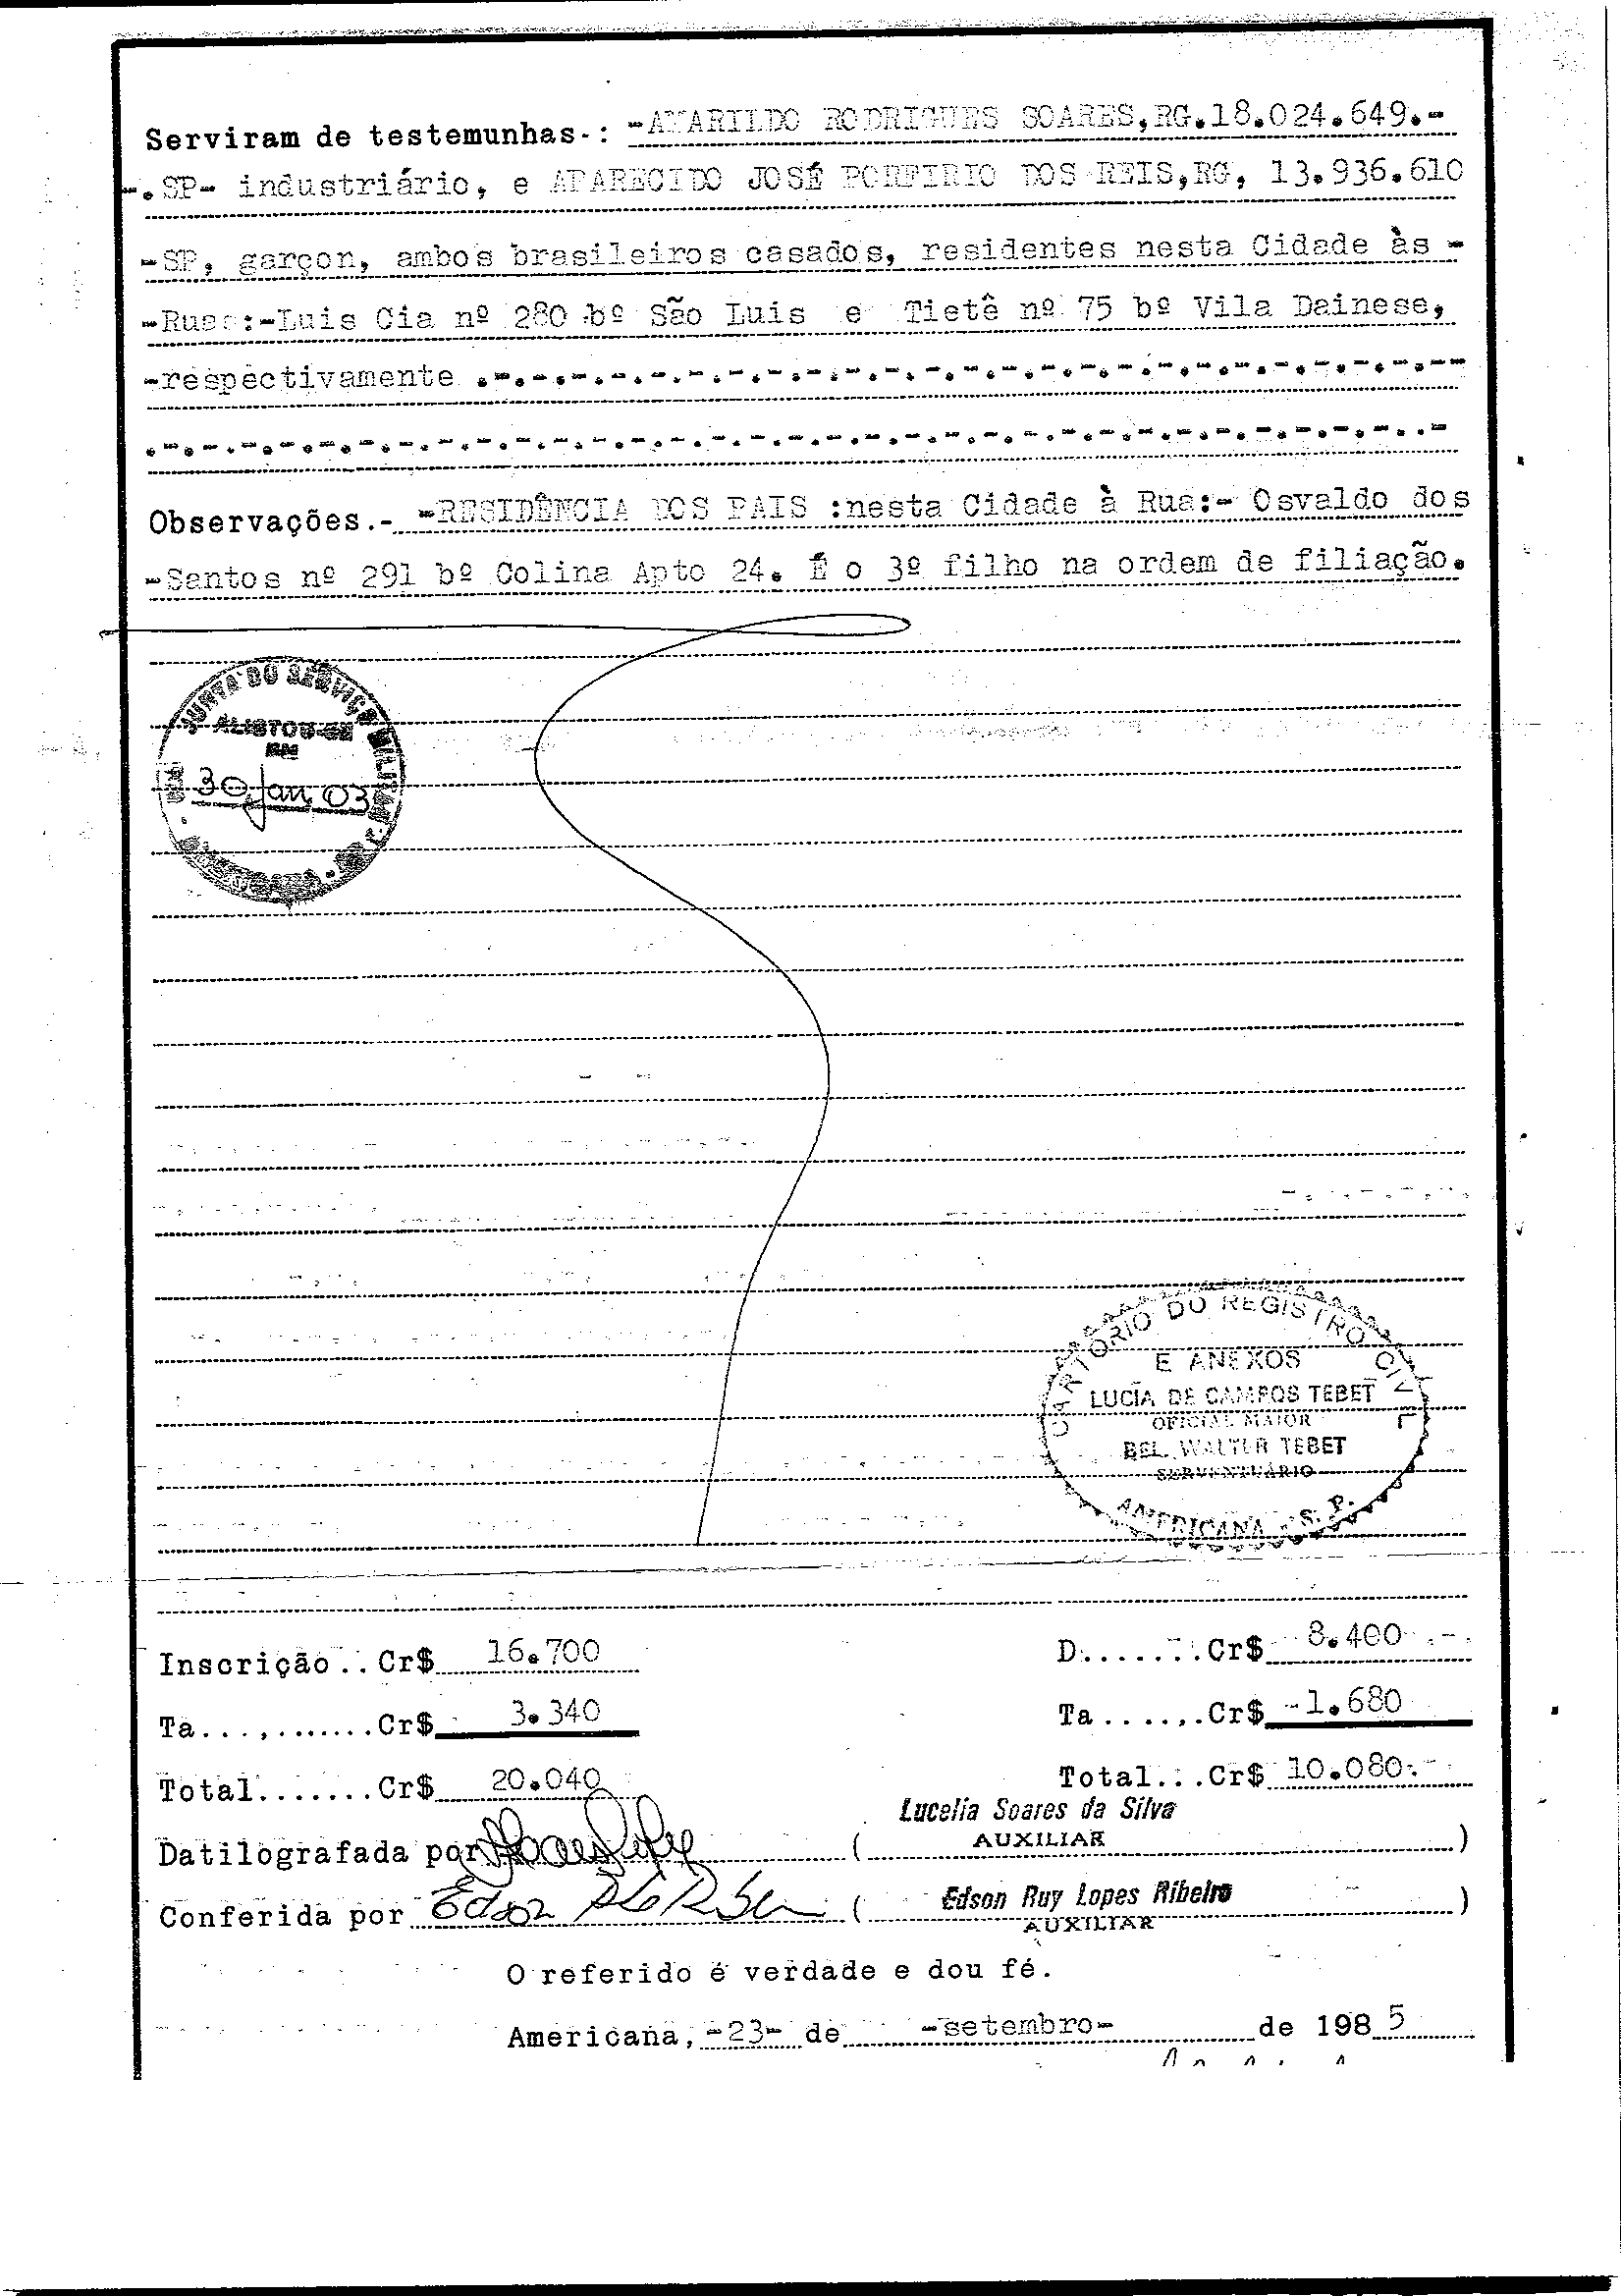 Serviram de testemunhas-: -AMARILDO RODRIGUES SOARES,RG.18.024.649.-
-.SP- industriário, e APARECIDO JOSÉ PORFIRIO DOS REIS,RG, 13.936.610
-SP, garçon, ambos brasileiros casados, residentes nesta Cidade às -
-Ruas:-Luis Cia nº 280 bº São Luis e Tietê nº 75 bº Vila Dainese,
-respectivamente .-.-.-.-.-.-.-.-.-.-.-.-.-.-.-.-.-.-.-.-.-.-.-.-.--
.-.-.-.-.-.-.-.-.-.-.-.-.-.-.-.-.-.-.-.-.-.-.-.-.-.-.-.-.-.-.-.-..-
Observações.- -RESIDÊNCIA DOS PAIS :nesta Cidade à Rua:- Osvaldo dos
-Santos nº 291 bº Colina Apto 24. É o 3º filho na ordem de filiação.
JUNTA DO SERVIÇO MILITAR
ALISTOU-SE
30 Jan 03
CARTÓRIO DO REGISTRO CIVIL
E ANEXOS
LUCIA DE CAMPOS TEBET
OFICIAL MAIOR
BEL. WALTER TEBET
SERVENTUÁRIO
AMERICANA - S. P.
Inscrição.. Cr$ 16.700 D:......Cr$ 8.400.-.
Ta...,.......Cr$ 3.340 Ta......Cr$ -1.680
Total.......Cr$ 20.040 Total...Cr$ 10.080.-
Lucelia Soares da Silva
Datilografada por ( AUXILIAR )
Conferida por Edson ( Edson Ruy Lopes Ribeiro )
AUXILIAR
O referido é verdade e dou fé.
Americana, -23- de -setembro- de 1985